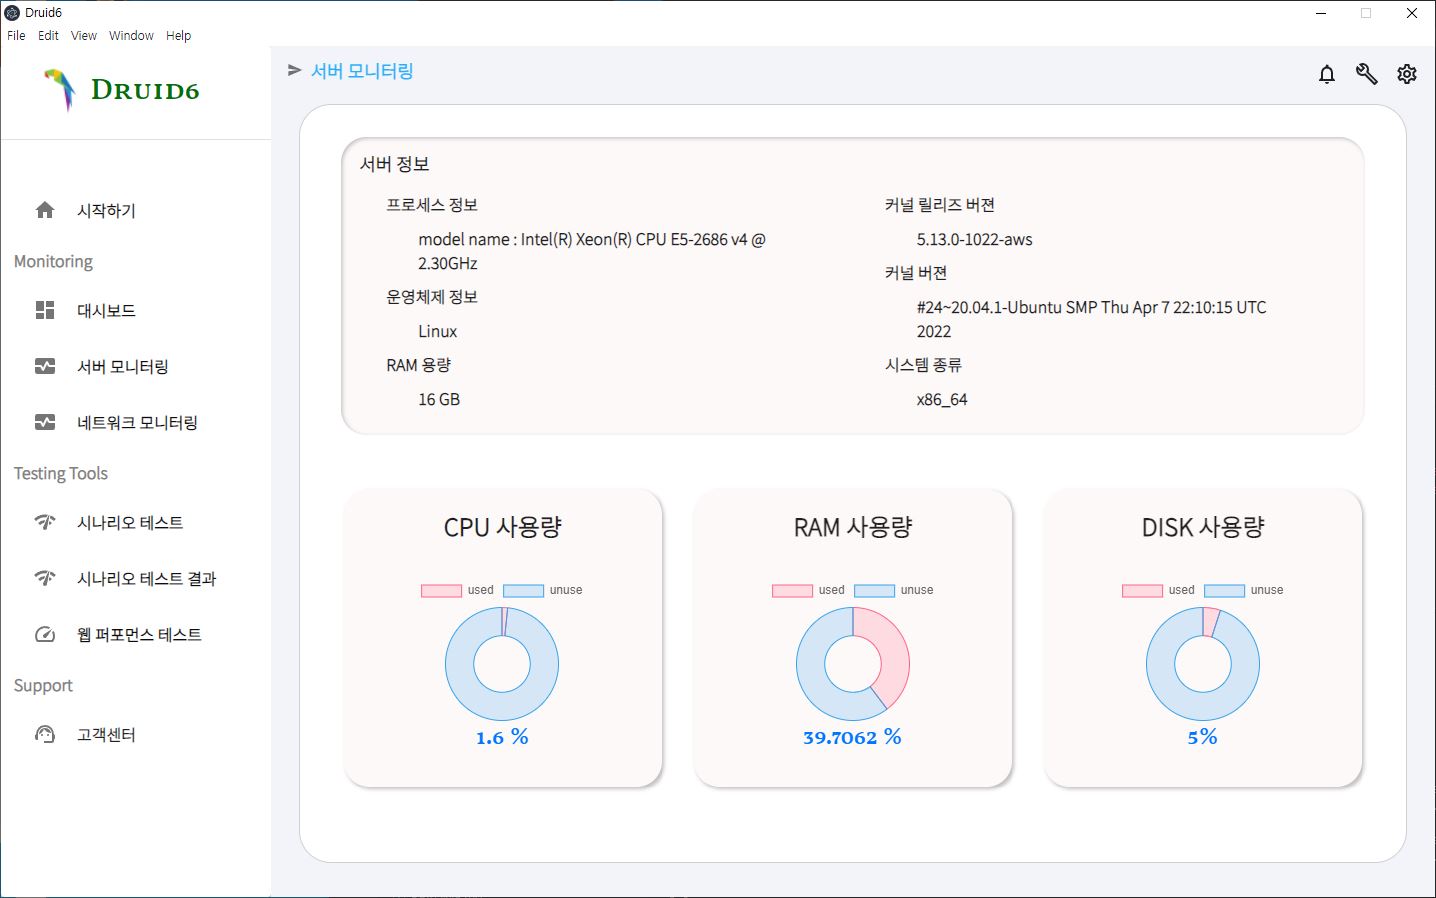 Druid6
File Edit View Window Help
DRUID6
시작하기
Monitoring
대시보드
서버 모니터링
네트워크 모니터링
Testing Tools
시나리오 테스트
시나리오 테스트 결과
웹 퍼포먼스 테스트
Support
고객센터
서버 모니터링
서버 정보
프로세스 정보
model name : Intel(R) Xeon(R) CPU E5-2686 v4 @
2.30GHz
운영체제 정보
Linux
RAM 용량
16 GB
커널 릴리즈 버젼
5.13.0-1022-aws
커널 버젼
#24~20.04.1-Ubuntu SMP Thu Apr 7 22:10:15 UTC
2022
시스템 종류
x86_64
CPU 사용량
used unuse
1.6 %
RAM 사용량
used unuse
39.7062 %
DISK 사용량
used unuse
5%